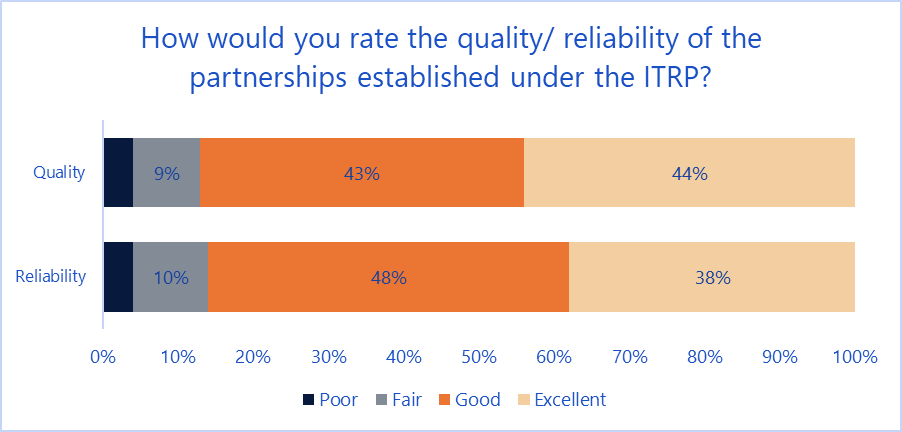 How would you rate the quality/ reliability of the
partnerships established under the ITRP?
Quality 9% 43% 44%
Reliability 10% 48% 38%
0% 10% 20% 30% 40% 50% 60% 70% 80% 90% 100%
Poor Fair Good Excellent